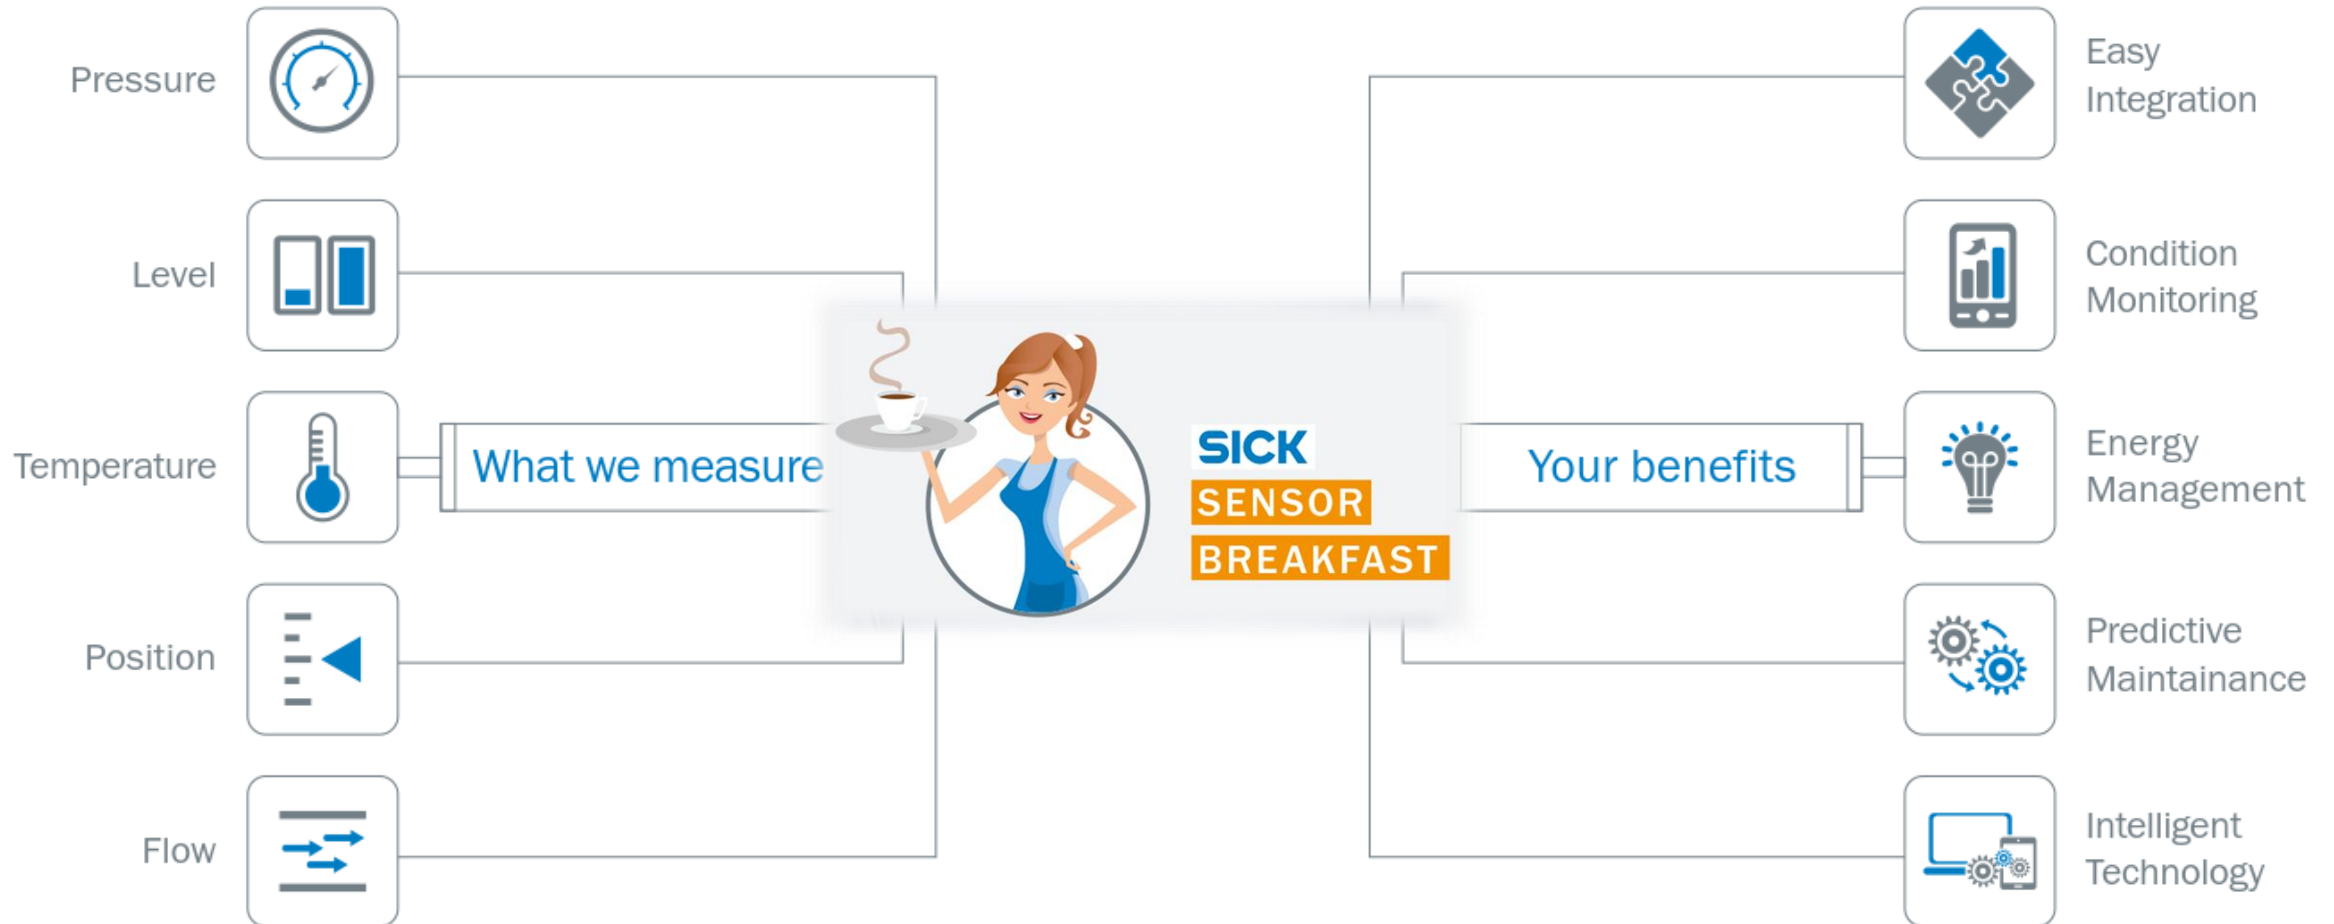 Pressure
Level
Temperature
Position
Flow
What we measure
SICK
SENSOR
BREAKFAST
Your benefits
Easy
Integration
Condition
Monitoring
Energy
Management
Predictive
Maintainance
Intelligent
Technology